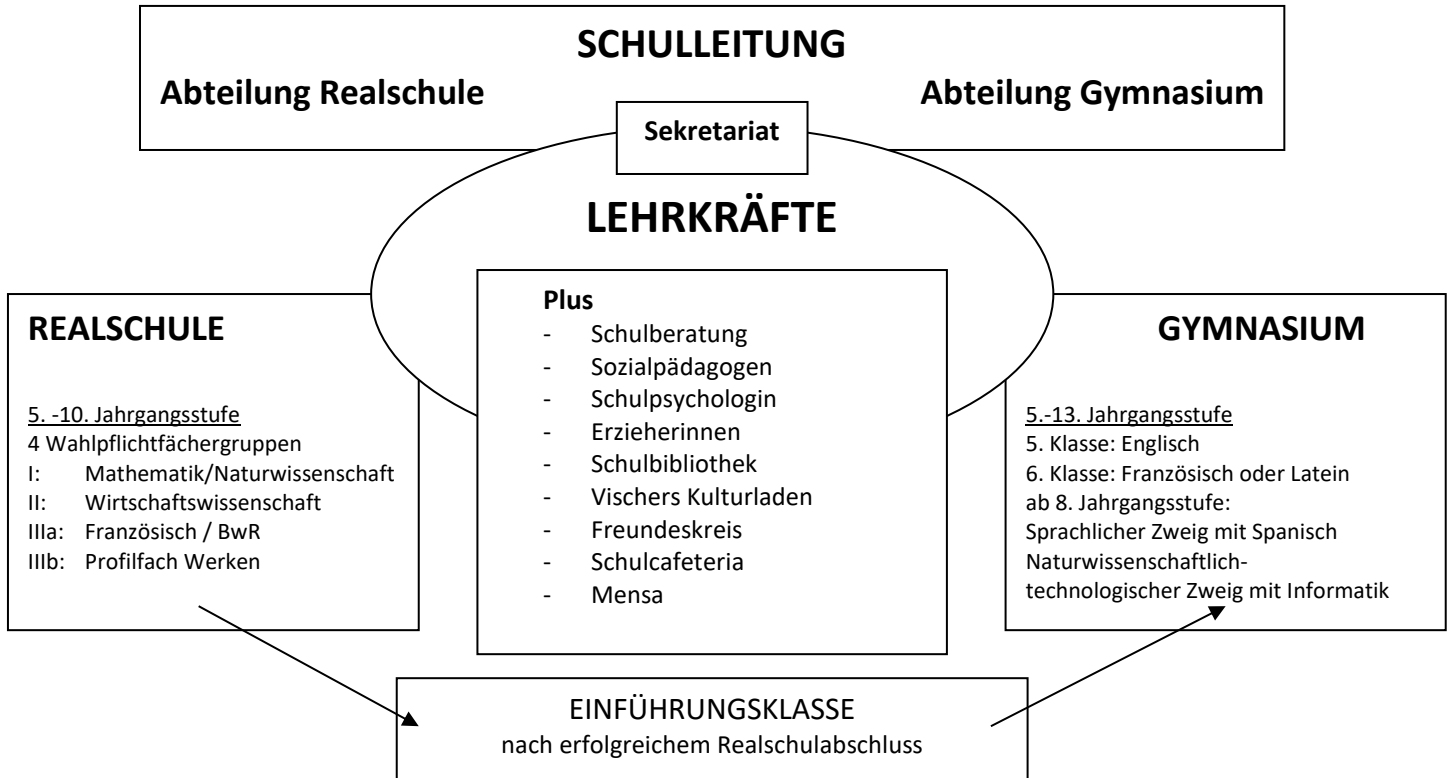 SCHULLEITUNG
Abteilung Realschule
Abteilung Gymnasium
Sekretariat
LEHRKRÄFTE
REALSCHULE
5. -10. Jahrgangsstufe
4 Wahlpflichtfächergruppen
I: Mathematik/Naturwissenschaft
II: Wirtschaftswissenschaft
IIIa: Französisch / BwR
IIIb: Profilfach Werken
Plus
- Schulberatung
- Sozialpädagogen
- Schulpsychologin
- Erzieherinnen
- Schulbibliothek
- Vischers Kulturladen
- Freundeskreis
- Schulcafeteria
- Mensa
GYMNASIUM
5.-13. Jahrgangsstufe
5. Klasse: Englisch
6. Klasse: Französisch oder Latein
ab 8. Jahrgangsstufe:
Sprachlicher Zweig mit Spanisch
Naturwissenschaftlich-
technologischer Zweig mit Informatik
EINFÜHRUNGSKLASSE
nach erfolgreichem Realschulabschluss